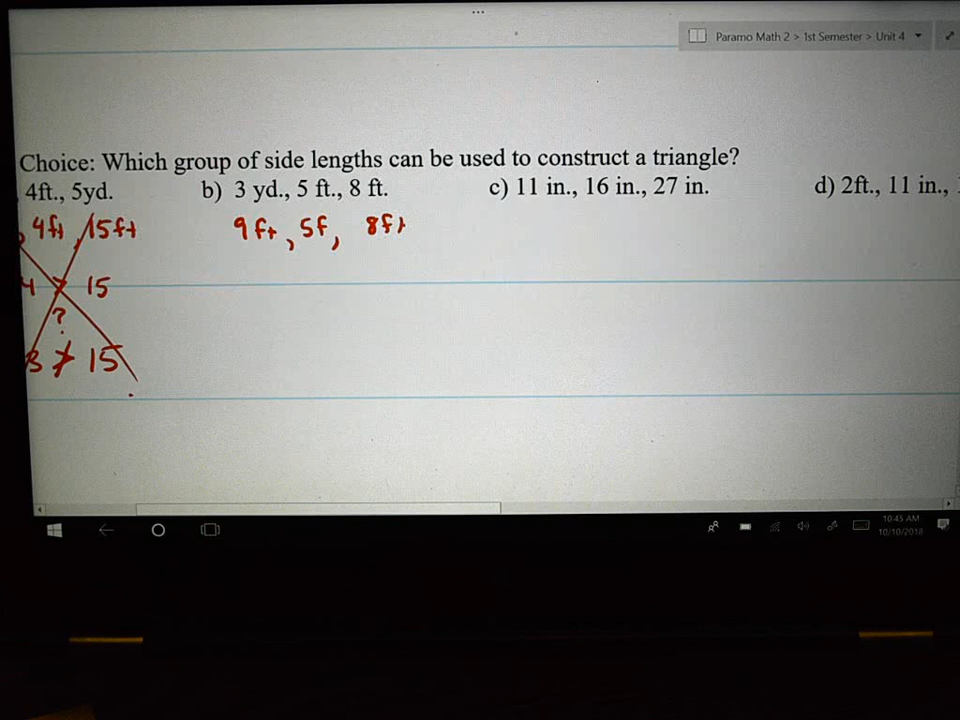 Paramo Math 2 > 1st Semester > Unit 4
Choice: Which group of side lengths can be used to construct a triangle?
4ft., 5yd. b) 3 yd., 5 ft., 8 ft. c) 11 in., 16 in., 27 in. d) 2ft., 11 in.,
4ft, 15ft 9ft, 5f, 8ft
4 > 15
?
≯ 15
10:45 AM
10/10/2018